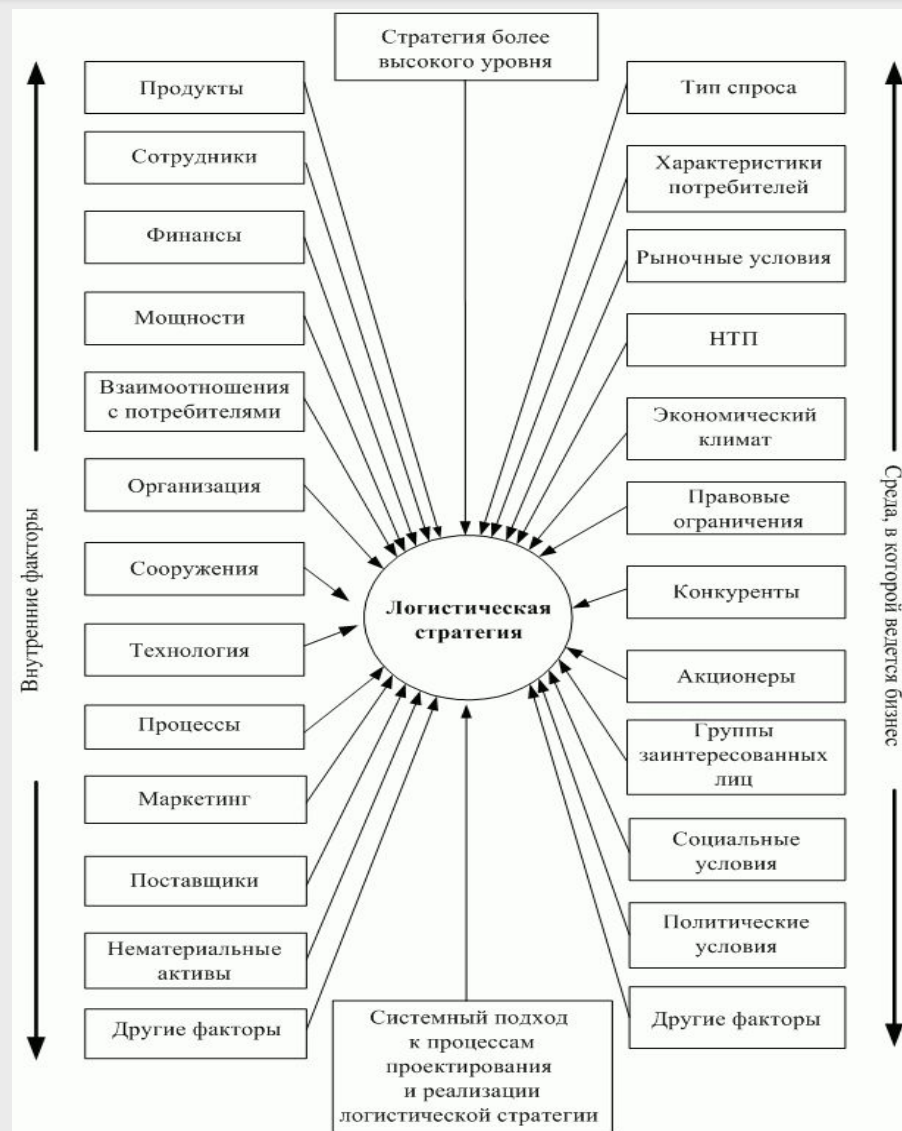 Стратегия более
высокого уровня
Продукты
Сотрудники
Финансы
Мощности
Взаимоотношения
с потребителями
Организация
Сооружения
Технология
Процессы
Маркетинг
Поставщики
Нематериальные
активы
Другие факторы
Внутренние факторы
Логистическая
стратегия
Тип спроса
Характеристики
потребителей
Рыночные условия
НТП
Экономический
климат
Правовые
ограничения
Конкуренты
Акционеры
Группы
заинтересованных
лиц
Социальные
условия
Политические
условия
Другие факторы
Среда, в которой ведется бизнес
Системный подход
к процессам
проектирования
и реализации
логистической стратегии